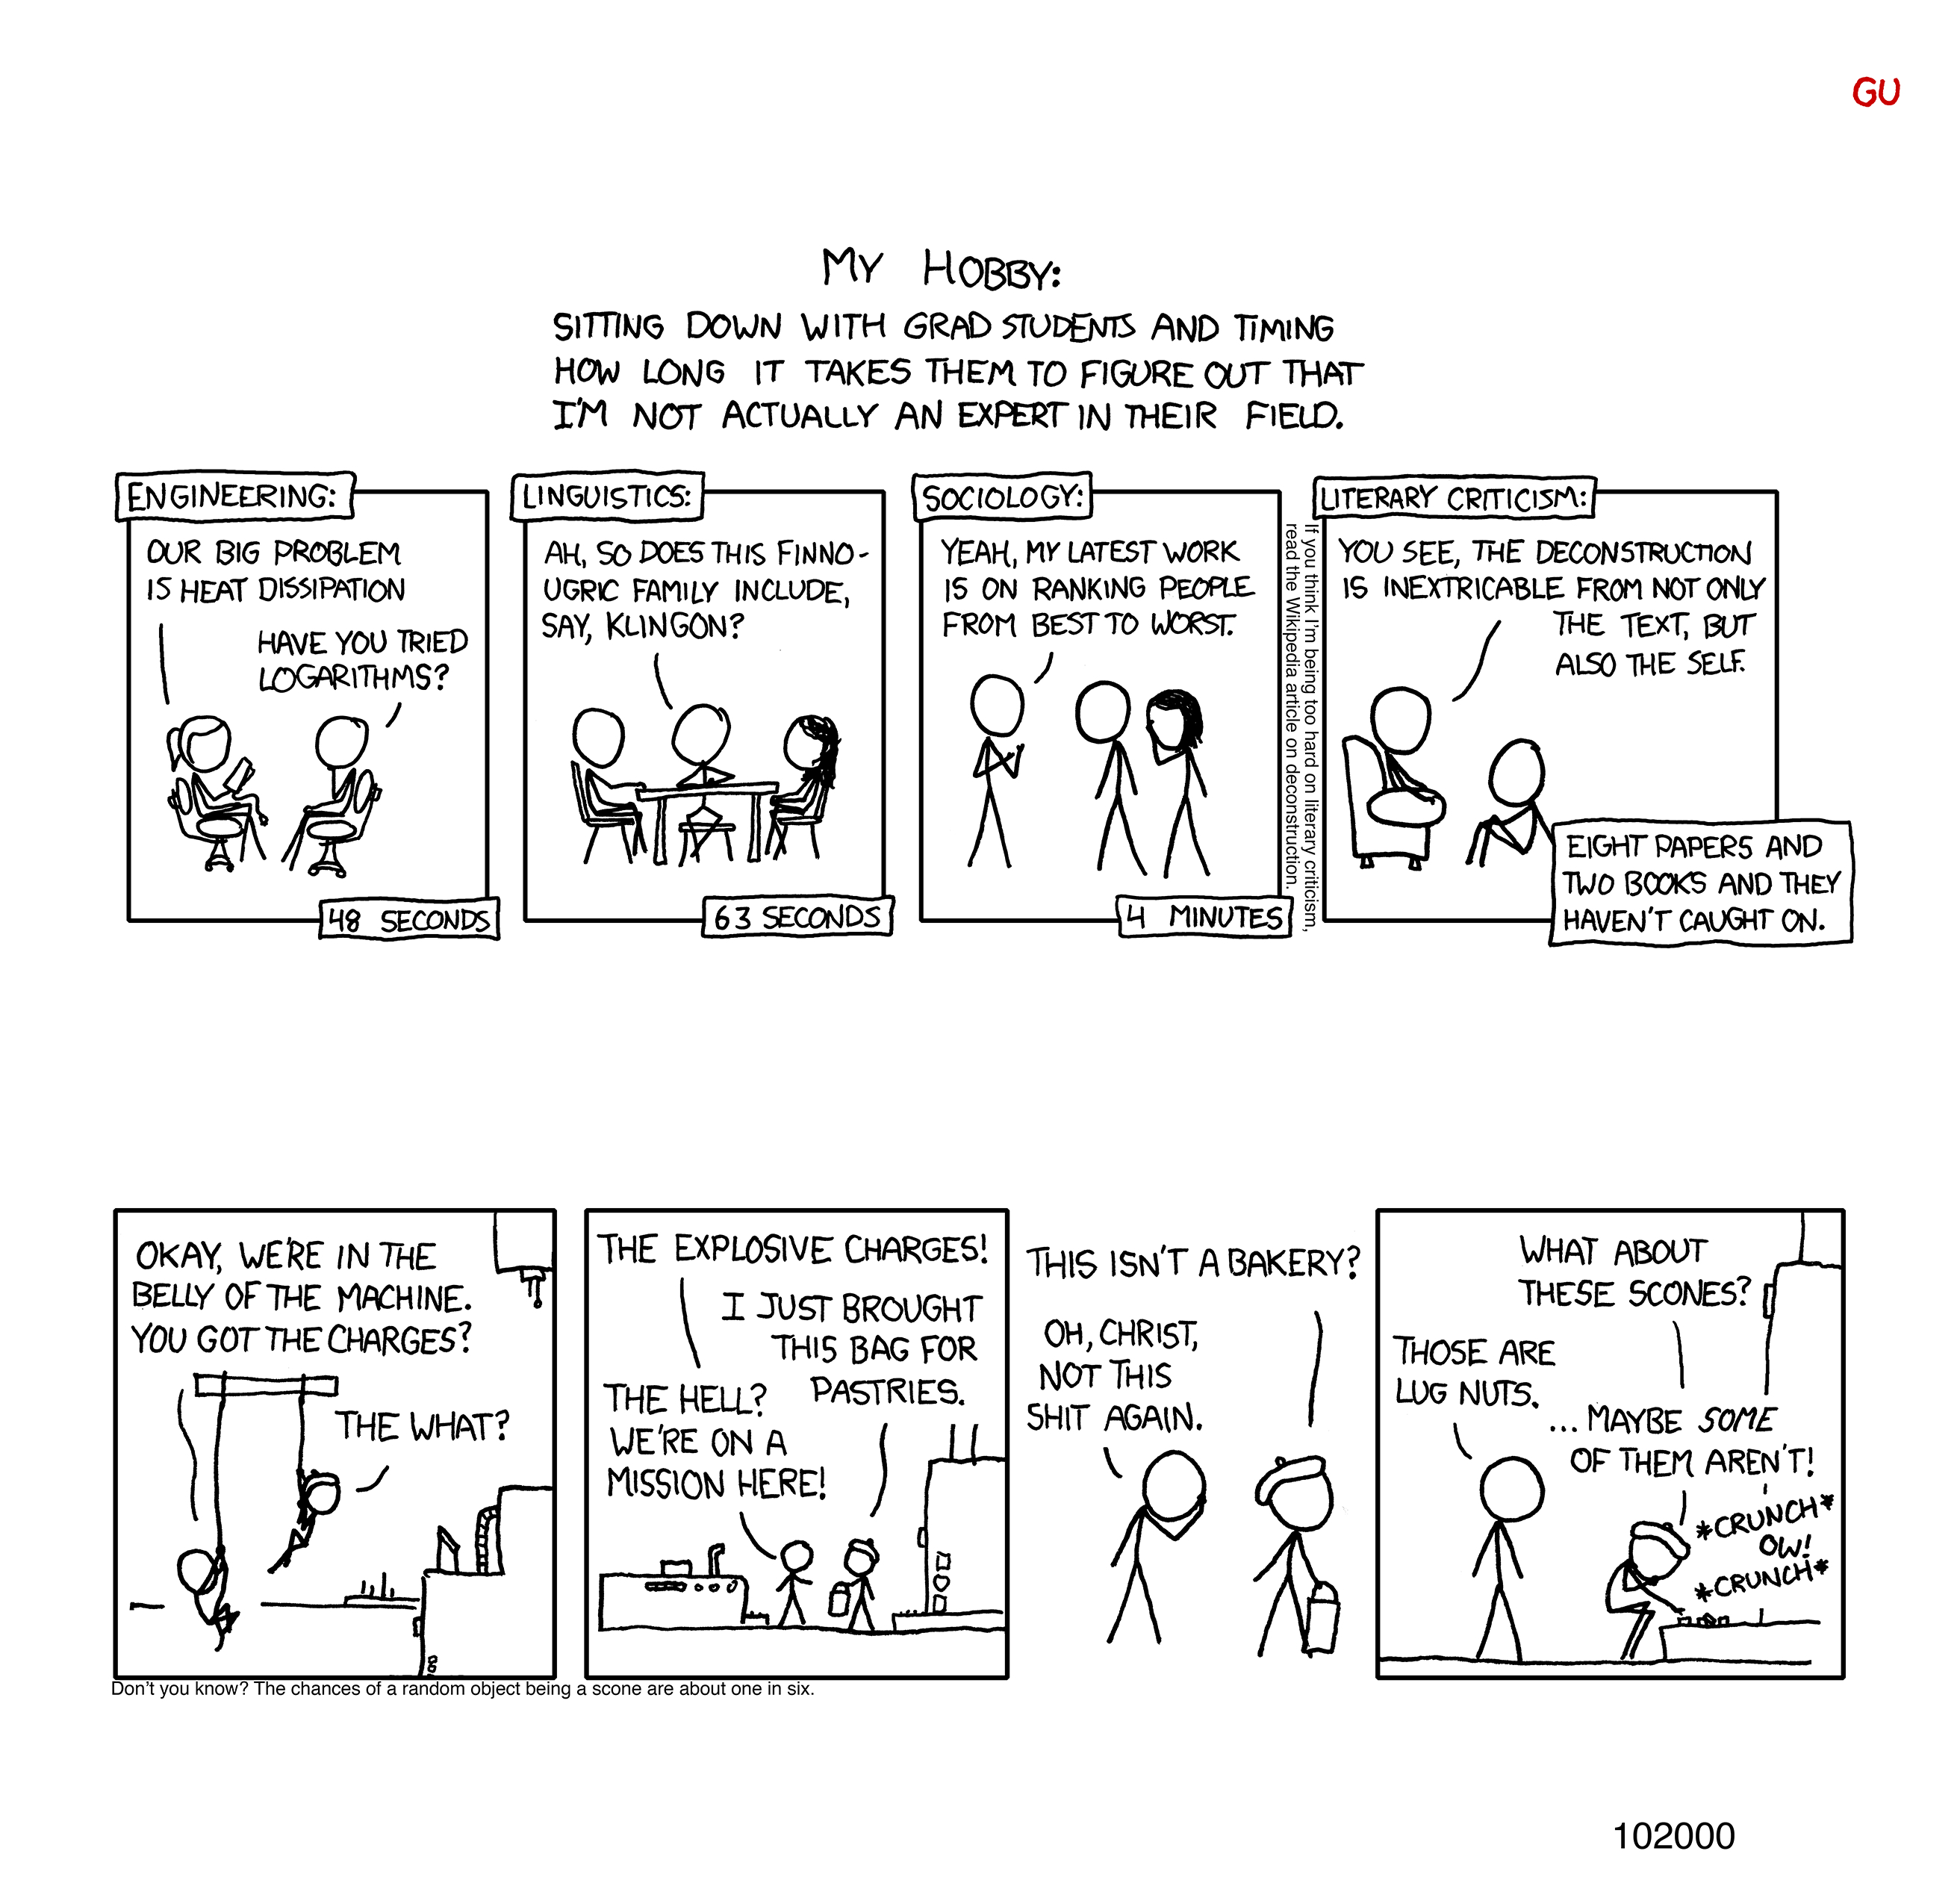 GU
MY HOBBY:
SITTING DOWN WITH GRAD STUDENTS AND TIMING
HOW LONG IT TAKES THEM TO FIGURE OUT THAT
I'M NOT ACTUALLY AN EXPERT IN THEIR FIELD.
ENGINEERING:
OUR BIG PROBLEM
IS HEAT DISSIPATION
HAVE YOU TRIED
LOGARITHMS?
48 SECONDS
LINGUISTICS:
AH, SO DOES THIS FINNO-
UGRIC FAMILY INCLUDE,
SAY, KLINGON?
63 SECONDS
SOCIOLOGY:
YEAH, MY LATEST WORK
IS ON RANKING PEOPLE
FROM BEST TO WORST.
4 MINUTES
If you think I'm being too hard on literary criticism,
read the Wikipedia article on deconstruction.
LITERARY CRITICISM:
YOU SEE, THE DECONSTRUCTION
IS INEXTRICABLE FROM NOT ONLY
THE TEXT, BUT
ALSO THE SELF.
EIGHT PAPERS AND
TWO BOOKS AND THEY
HAVEN'T CAUGHT ON.
OKAY, WE'RE IN THE
BELLY OF THE MACHINE.
YOU GOT THE CHARGES?
THE WHAT?
THE EXPLOSIVE CHARGES!
I JUST BROUGHT
THIS BAG FOR
PASTRIES.
THE HELL?
WE'RE ON A
MISSION HERE!
THIS ISN'T A BAKERY?
OH, CHRIST,
NOT THIS
SHIT AGAIN.
WHAT ABOUT
THESE SCONES?
THOSE ARE
LUG NUTS.
...MAYBE SOME
OF THEM AREN'T!
*CRUNCH*
OW!
*CRUNCH*
Don't you know? The chances of a random object being a scone are about one in six.
102000